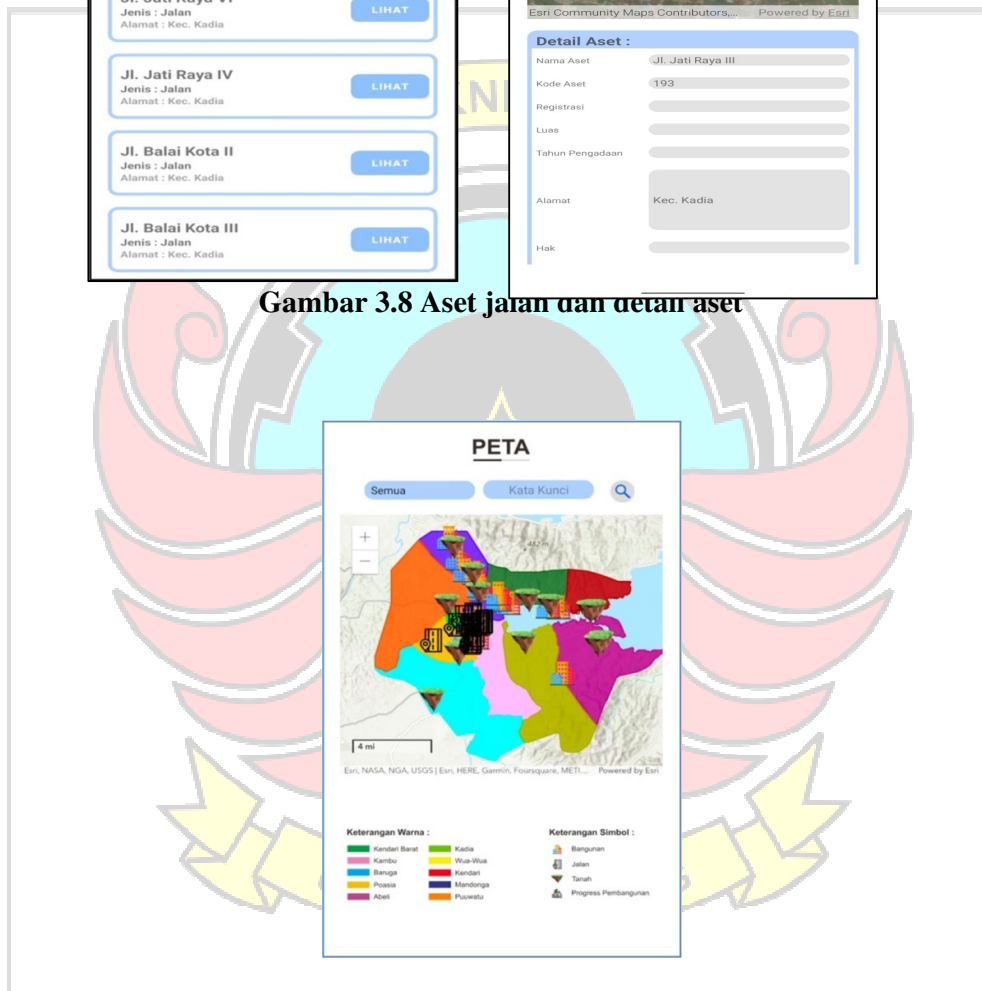 Jl. Jati Raya VI
Jenis : Jalan
Alamat : Kec. Kadia
LIHAT
Jl. Jati Raya IV
Jenis : Jalan
Alamat : Kec. Kadia
LIHAT
Jl. Balai Kota II
Jenis : Jalan
Alamat : Kec. Kadia
LIHAT
Jl. Balai Kota III
Jenis : Jalan
Alamat : Kec. Kadia
LIHAT
Esri Community Maps Contributors,... Powered by Esri
Detail Aset :
Nama Aset Jl. Jati Raya III
Kode Aset 193
Registrasi
Luas
Tahun Pengadaan
Alamat Kec. Kadia
Hak
Gambar 3.8 Aset jalan dan detail aset
PETA
Semua Kata Kunci
482 m
4 mi
Esri, NASA, NGA, USGS | Esri, HERE, Garmin, Foursquare, METI... Powered by Esri
Keterangan Warna :
Kendari Barat Kadia
Kambu Wua-Wua
Baruga Kendari
Poasia Mandonga
Abeli Puuwatu
Keterangan Simbol :
Bangunan
Jalan
Tanah
Progress Pembangunan